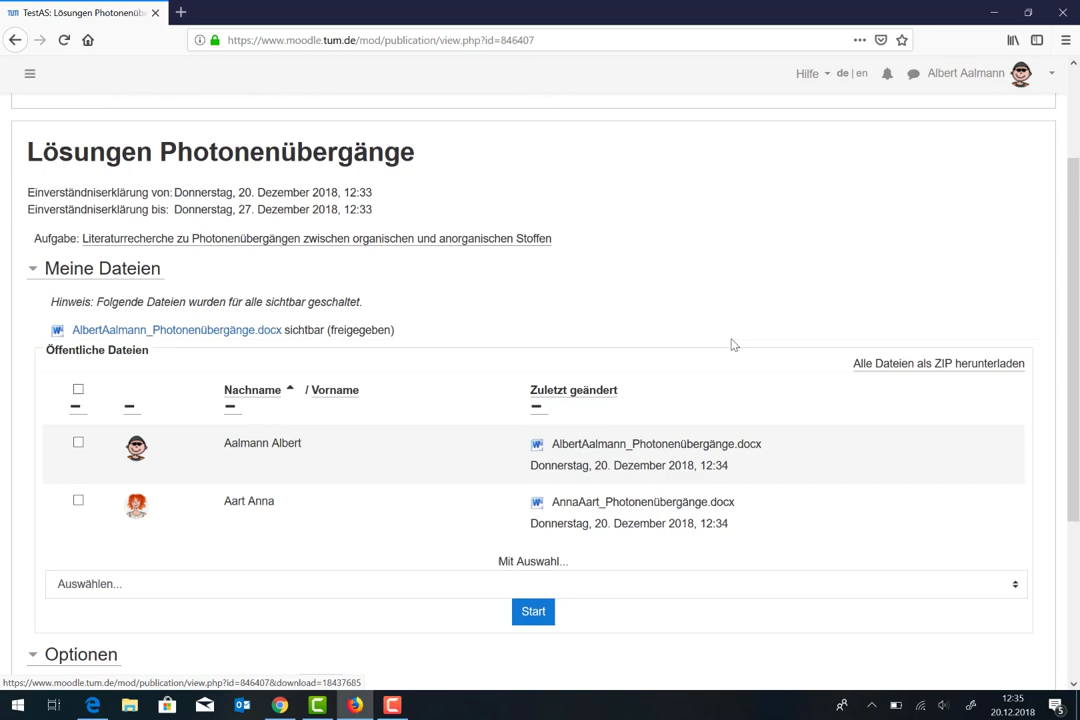 TUM TestAS: Lösungen Photonenüb
https://www.moodle.tum.de/mod/publication/view.php?id=846407
Hilfe de | en Albert Aalmann
Lösungen Photonenübergänge
Einverständniserklärung von: Donnerstag, 20. Dezember 2018, 12:33
Einverständniserklärung bis: Donnerstag, 27. Dezember 2018, 12:33
Aufgabe: Literaturrecherche zu Photonenübergängen zwischen organischen und anorganischen Stoffen
Meine Dateien
Hinweis: Folgende Dateien wurden für alle sichtbar geschaltet.
AlbertAalmann_Photonenübergänge.docx sichtbar (freigegeben)
Öffentliche Dateien
Alle Dateien als ZIP herunterladen
Nachname / Vorname Zuletzt geändert
Aalmann Albert AlbertAalmann_Photonenübergänge.docx
Donnerstag, 20. Dezember 2018, 12:34
Aart Anna AnnaAart_Photonenübergänge.docx
Donnerstag, 20. Dezember 2018, 12:34
Mit Auswahl...
Auswählen...
Start
Optionen
https://www.moodle.tum.de/mod/publication/view.php?id=846407&download=18437685
12:35
20.12.2018
5